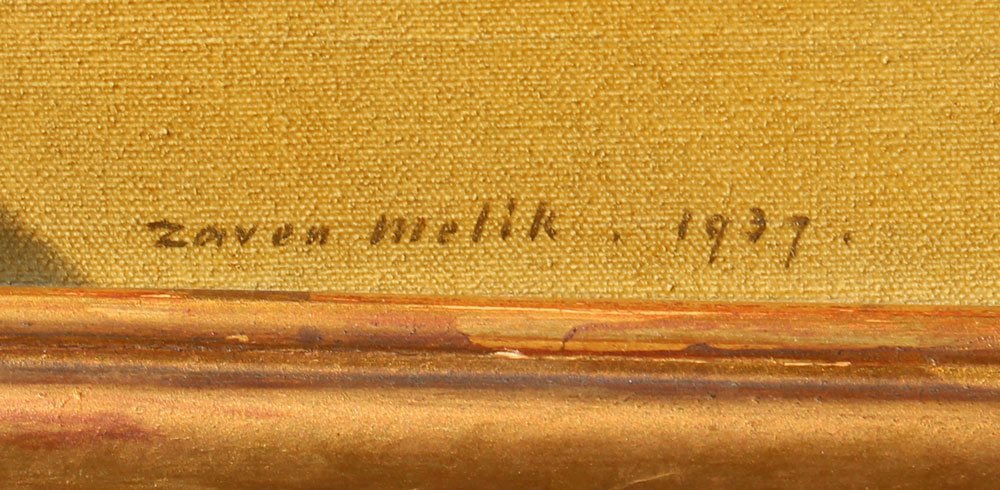 zaven melik . 1937.